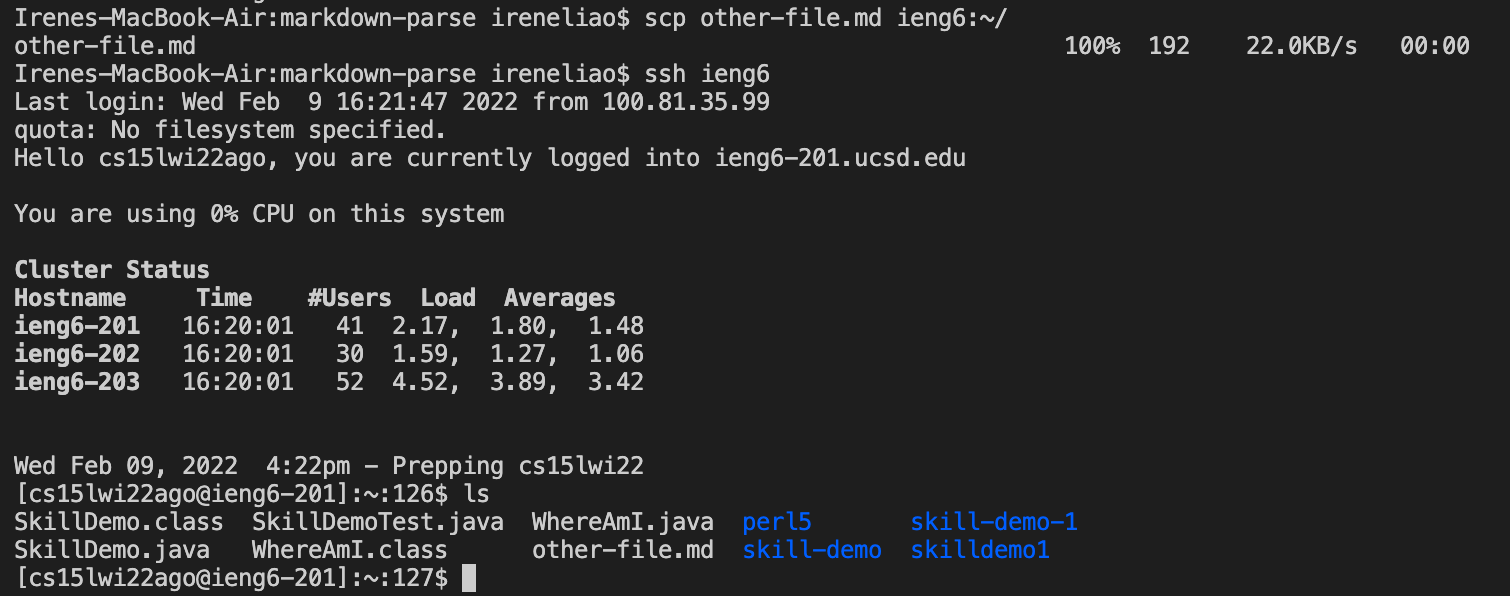 Irenes-MacBook-Air:markdown-parse ireneliao$ scp other-file.md ieng6:~/
other-file.md                                                              100%  192    22.0KB/s   00:00
Irenes-MacBook-Air:markdown-parse ireneliao$ ssh ieng6
Last login: Wed Feb  9 16:21:47 2022 from 100.81.35.99
quota: No filesystem specified.
Hello cs15lwi22ago, you are currently logged into ieng6-201.ucsd.edu

You are using 0% CPU on this system

Cluster Status
Hostname     Time    #Users  Load  Averages
ieng6-201   16:20:01   41  2.17,  1.80,  1.48
ieng6-202   16:20:01   30  1.59,  1.27,  1.06
ieng6-203   16:20:01   52  4.52,  3.89,  3.42

Wed Feb 09, 2022  4:22pm - Prepping cs15lwi22
[cs15lwi22ago@ieng6-201]:~:126$ ls
SkillDemo.class  SkillDemoTest.java  WhereAmI.java  perl5       skill-demo-1
SkillDemo.java   WhereAmI.class      other-file.md  skill-demo  skilldemo1
[cs15lwi22ago@ieng6-201]:~:127$